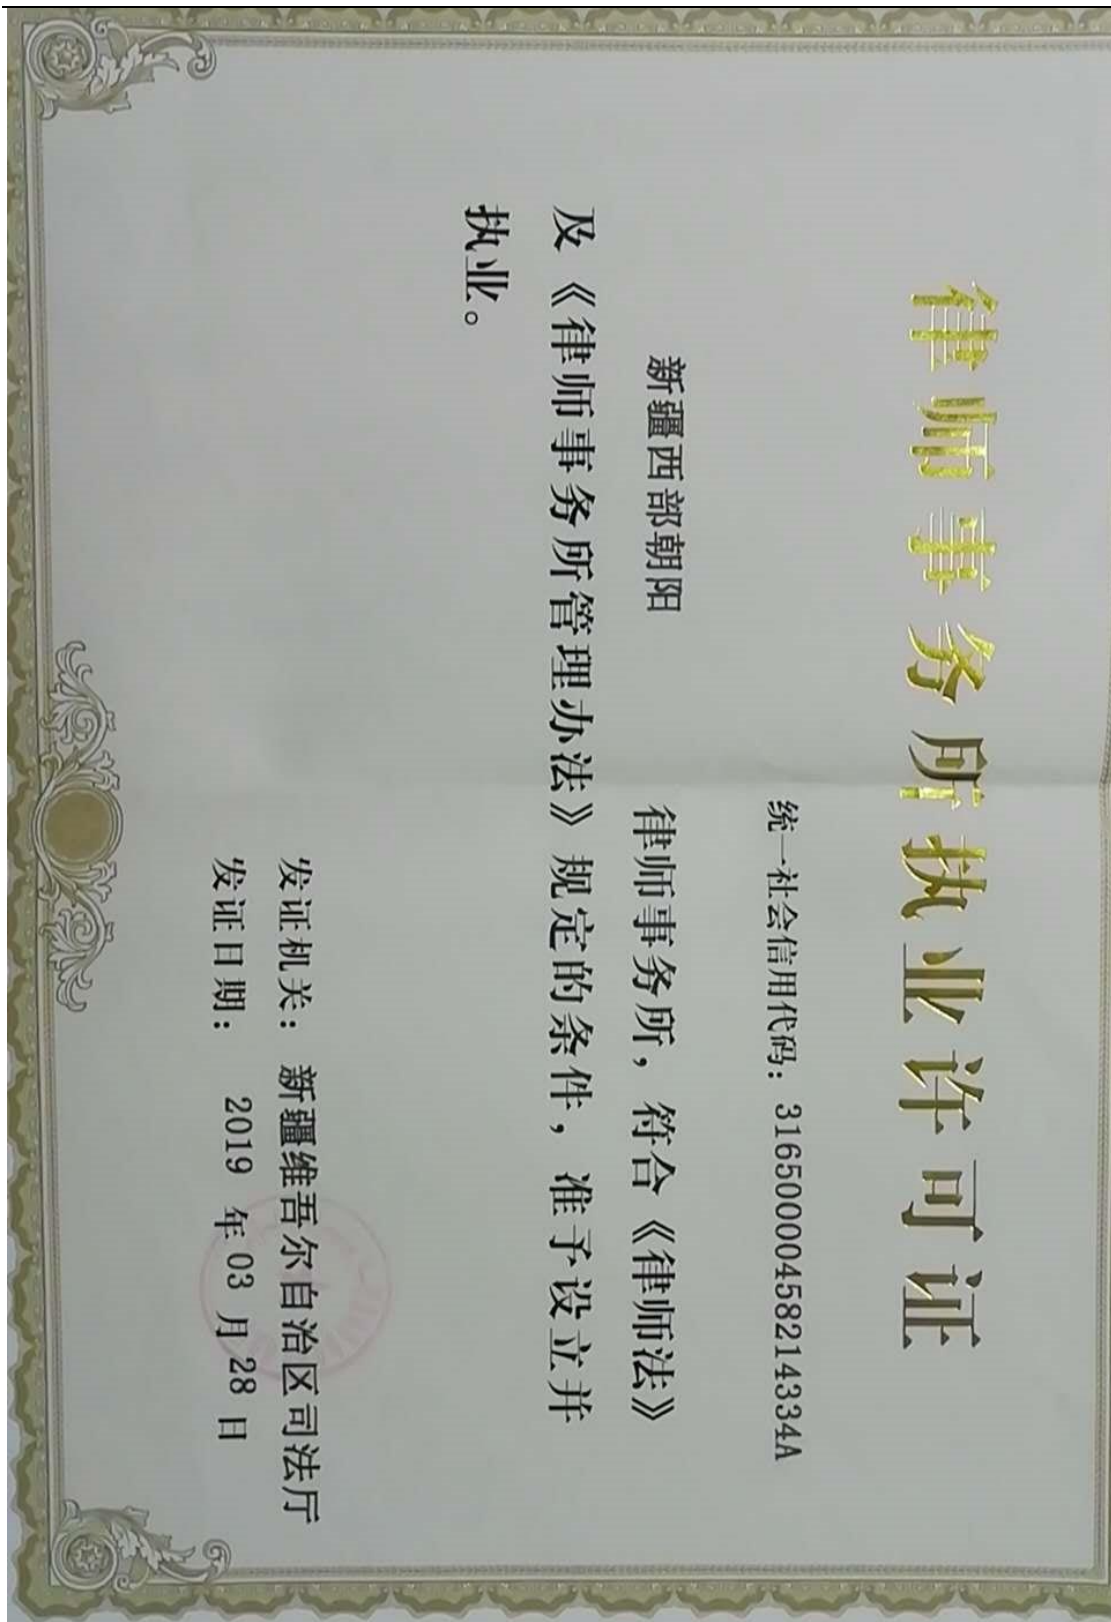 律师事务所执业许可证
统一社会信用代码：31650000458214334A
新疆西部朝阳 律师事务所，符合《律师法》
及《律师事务所管理办法》规定的条件，准予设立并
执业。
发证机关：新疆维吾尔自治区司法厅
发证日期：2019 年 03 月 28 日